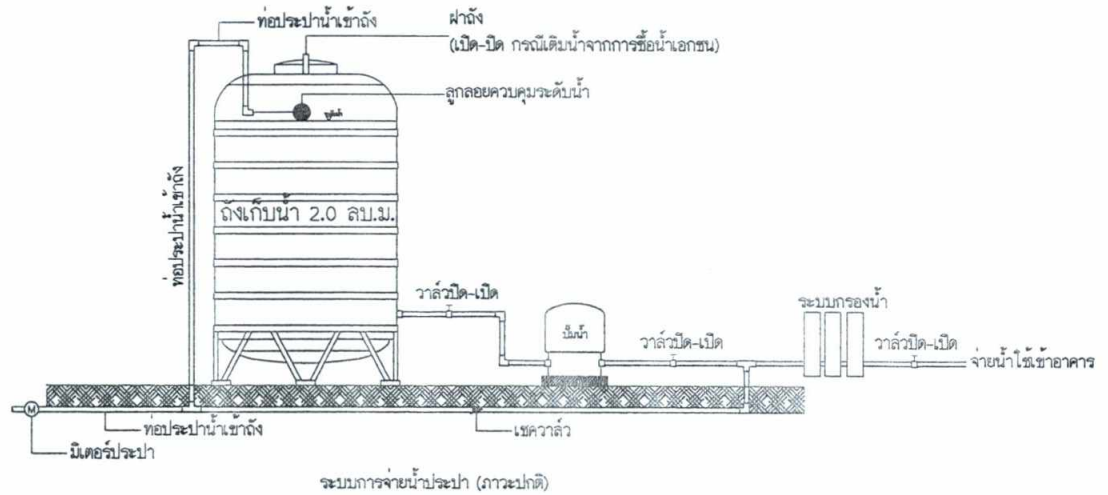 ท่อประปาน้ำเข้าถัง
ฝาถัง
(เปิด-ปิด กรณีเติมน้ำจากการซื้อน้ำเอกชน)
ลูกลอยควบคุมระดับน้ำ
ท่อประปาน้ำเข้าถัง
ถังเก็บน้ำ 2.0 ลบ.ม.
วาล์วปิด-เปิด
ปั๊มน้ำ
วาล์วปิด-เปิด
ระบบกรองน้ำ
วาล์วปิด-เปิด
จ่ายน้ำใช้เข้าอาคาร
M
ท่อประปาน้ำเข้าถัง
เชควาล์ว
มิเตอร์ประปา
ระบบการจ่ายน้ำประปา (ภาวะปกติ)